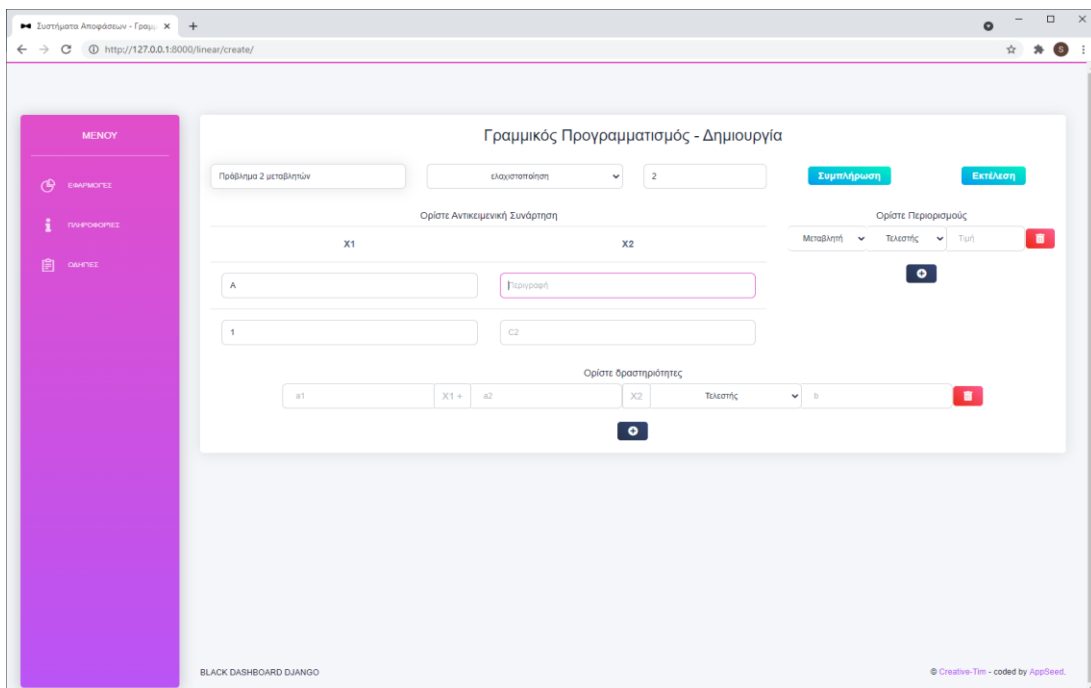 Συστήματα Αποφάσεων - Γραμ
http://127.0.0.1:8000/linear/create/
S
ΜΕΝΟΥ
ΕΦΑΡΜΟΓΕΣ
ΠΛΗΡΟΦΟΡΙΕΣ
ΟΔΗΓΙΕΣ
Γραμμικός Προγραμματισμός - Δημιουργία
Πρόβλημα 2 μεταβλητών ελαχιστοποίηση 2 Συμπλήρωση Εκτέλεση
Ορίστε Αντικειμενική Συνάρτηση
X1 X2
A Περιγραφή
1 C2
Ορίστε Περιορισμούς
Μεταβλητή Τελεστής Τιμή
Ορίστε δραστηριότητες
a1 X1 + a2 X2 Τελεστής b
BLACK DASHBOARD DJANGO
© Creative-Tim - coded by AppSeed.